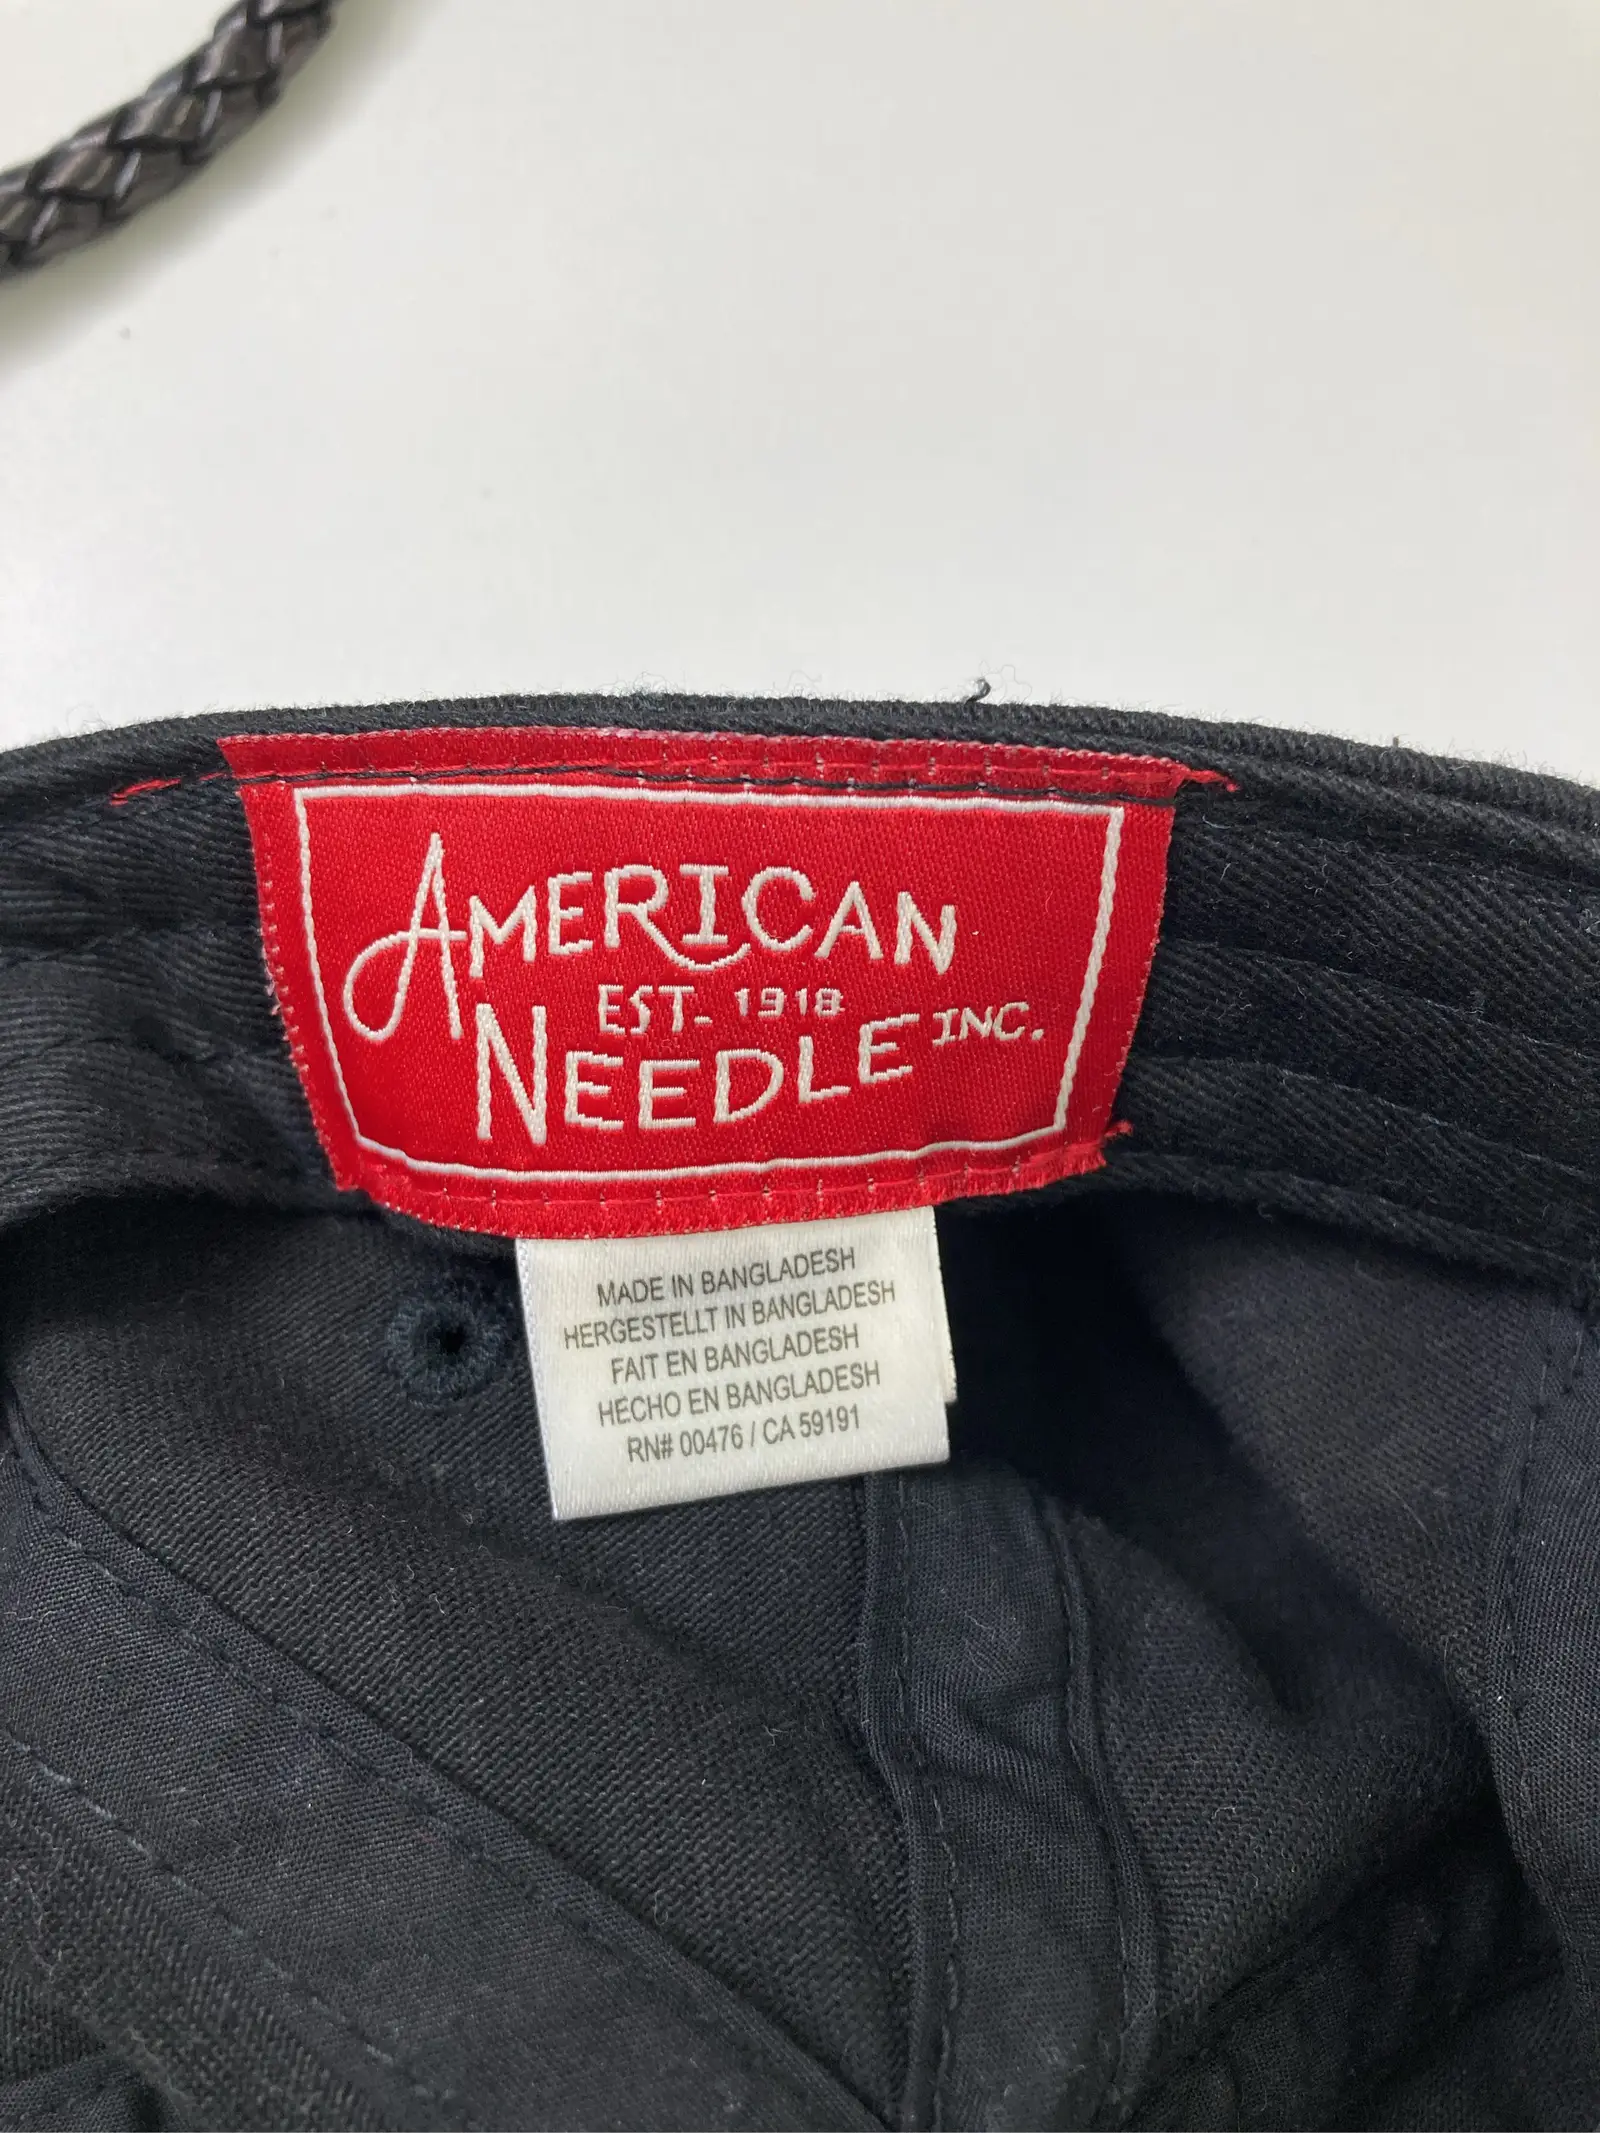 AMERICAN
EST. 1918
NEEDLE INC.
MADE IN BANGLADESH
HERGESTELLT IN BANGLADESH
FAIT EN BANGLADESH
HECHO EN BANGLADESH
RN# 00476 / CA 59191